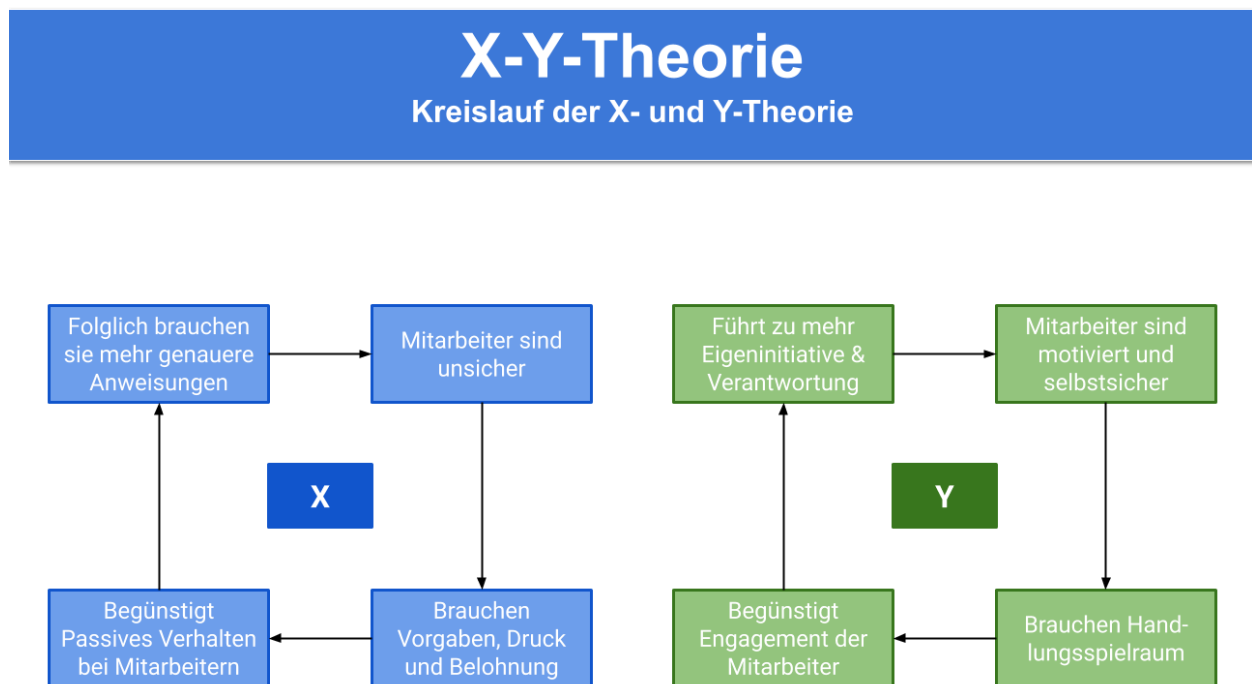 X-Y-Theorie
Kreislauf der X- und Y-Theorie
Folglich brauchen
sie mehr genauere
Anweisungen
Mitarbeiter sind
unsicher
X
Begünstigt
Passives Verhalten
bei Mitarbeitern
Brauchen
Vorgaben, Druck
und Belohnung
Führt zu mehr
Eigeninitiative &
Verantwortung
Mitarbeiter sind
motiviert und
selbstsicher
Y
Begünstigt
Engagement der
Mitarbeiter
Brauchen Hand-
lungsspielraum